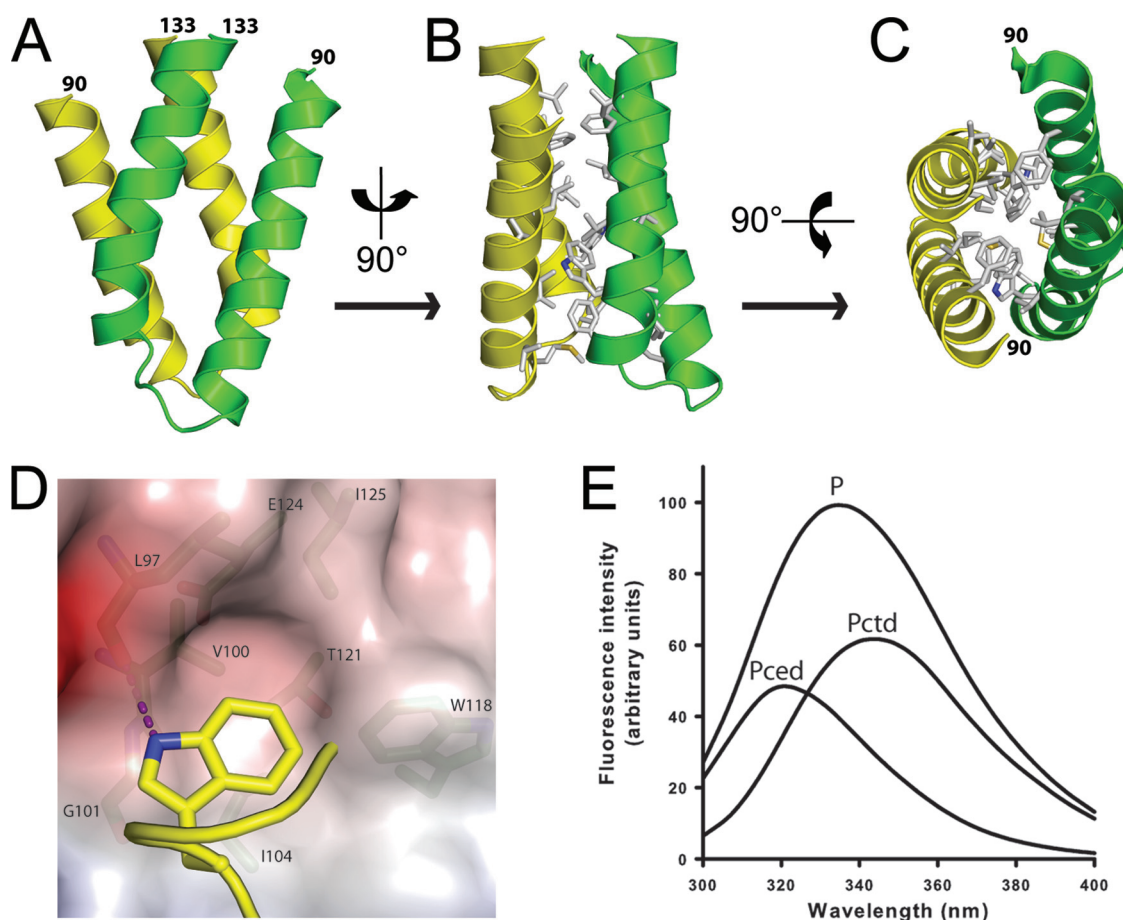 A
133 133
90
90
B
C
90
90
90°
90°
D
E124
I125
L97
V100
T121
W118
G101
I104
E
P
Pctd
Pced
Fluorescence intensity
(arbitrary units)
100
80
60
40
20
0
300 320 340 360 380 400
Wavelength (nm)